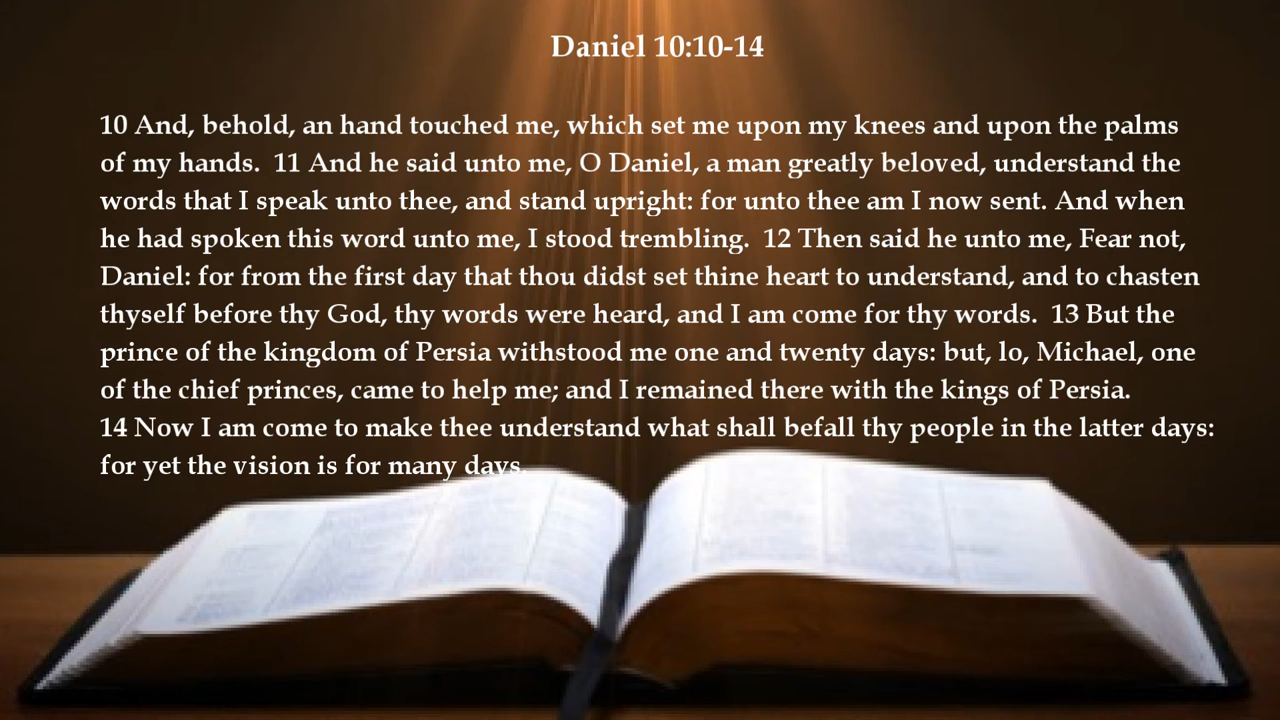 Daniel 10:10-14
10 And, behold, an hand touched me, which set me upon my knees and upon the palms
of my hands. 11 And he said unto me, O Daniel, a man greatly beloved, understand the
words that I speak unto thee, and stand upright: for unto thee am I now sent. And when
he had spoken this word unto me, I stood trembling. 12 Then said he unto me, Fear not,
Daniel: for from the first day that thou didst set thine heart to understand, and to chasten
thyself before thy God, thy words were heard, and I am come for thy words. 13 But the
prince of the kingdom of Persia withstood me one and twenty days: but, lo, Michael, one
of the chief princes, came to help me; and I remained there with the kings of Persia.
14 Now I am come to make thee understand what shall befall thy people in the latter days:
for yet the vision is for many days.